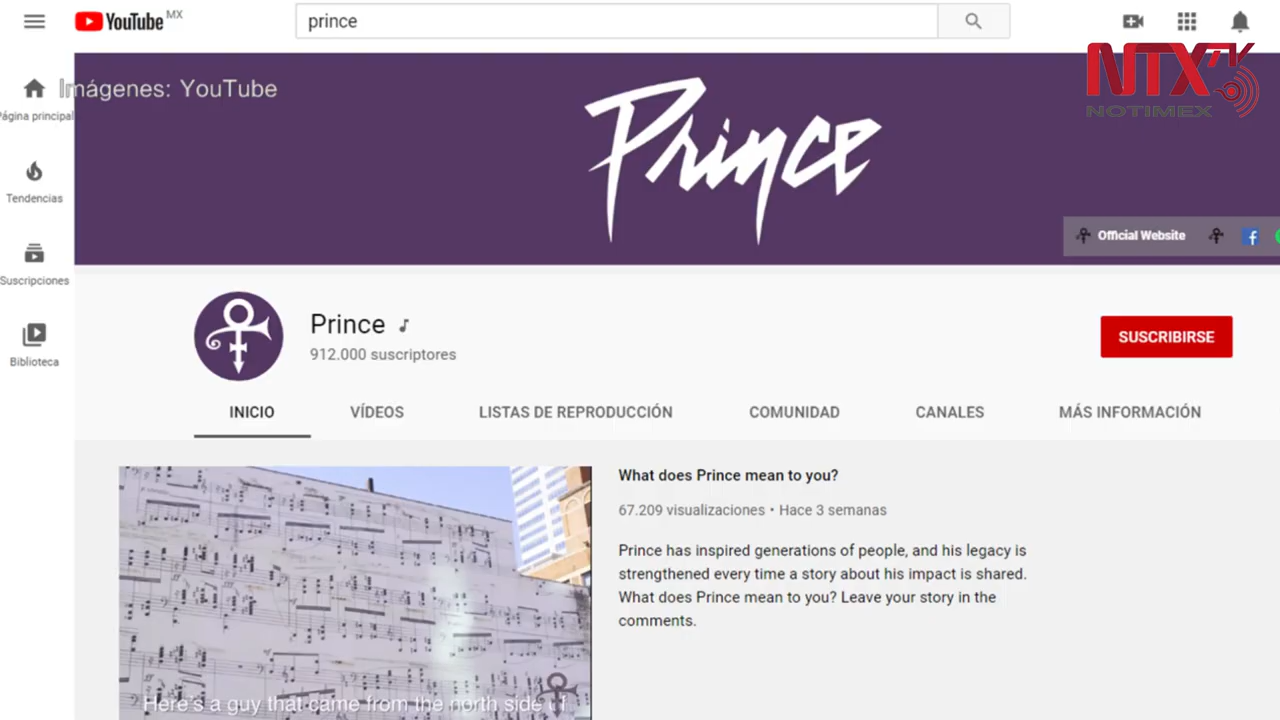 YouTube MX
prince
Imágenes: YouTube
NTX TV
NOTIMEX
Página principal
Prince
Tendencias
Official Website
Suscripciones
Prince
912.000 suscriptores
SUSCRIBIRSE
Biblioteca
INICIO
VÍDEOS
LISTAS DE REPRODUCCIÓN
COMUNIDAD
CANALES
MÁS INFORMACIÓN
What does Prince mean to you?
67.209 visualizaciones • Hace 3 semanas
Prince has inspired generations of people, and his legacy is
strengthened every time a story about his impact is shared.
What does Prince mean to you? Leave your story in the
comments.
Here's a guy that came from the north side of